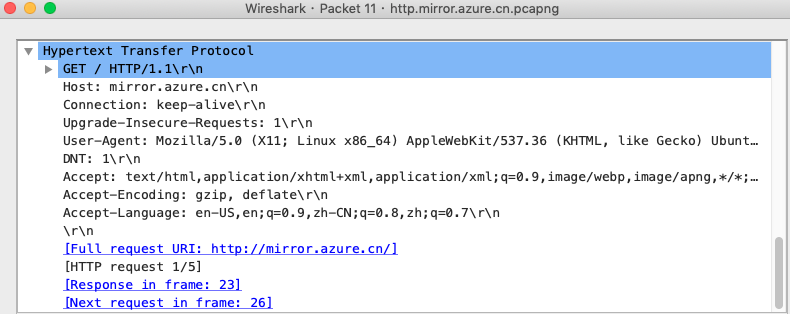 Wireshark · Packet 11 · http.mirror.azure.cn.pcapng
Hypertext Transfer Protocol
GET / HTTP/1.1\r\n
Host: mirror.azure.cn\r\n
Connection: keep-alive\r\n
Upgrade-Insecure-Requests: 1\r\n
User-Agent: Mozilla/5.0 (X11; Linux x86_64) AppleWebKit/537.36 (KHTML, like Gecko) Ubunt…
DNT: 1\r\n
Accept: text/html,application/xhtml+xml,application/xml;q=0.9,image/webp,image/apng,*/*;…
Accept-Encoding: gzip, deflate\r\n
Accept-Language: en-US,en;q=0.9,zh-CN;q=0.8,zh;q=0.7\r\n
\r\n
[Full request URI: http://mirror.azure.cn/]
[HTTP request 1/5]
[Response in frame: 23]
[Next request in frame: 26]